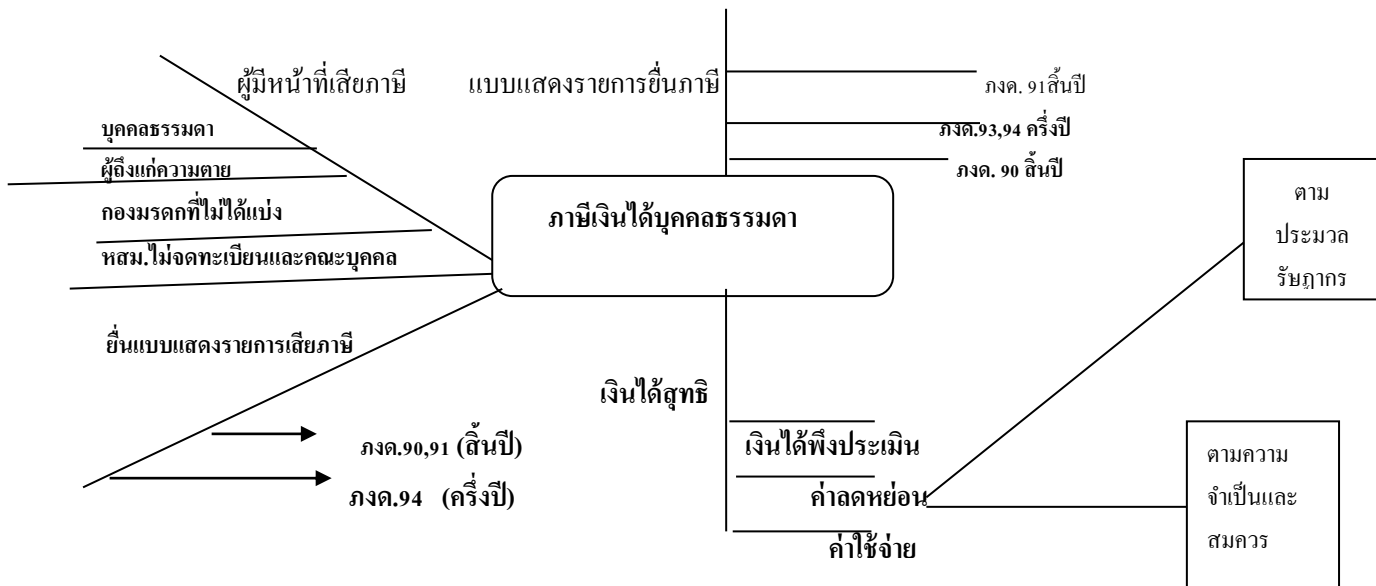 ผู้มีหน้าที่เสียภาษี
แบบแสดงรายการยื่นภาษี
ภงด. 91สิ้นปี
บุคคลธรรมดา
ภงด.93,94 ครึ่งปี
ผู้ถึงแก่ความตาย
ภงด. 90 สิ้นปี
กองมรดกที่ไม่ได้แบ่ง
ภาษีเงินได้บุคคลธรรมดา
หสม.ไม่จดทะเบียนและคณะบุคคล
ตาม
ประมวล
รัษฎากร
ยื่นแบบแสดงรายการเสียภาษี
เงินได้สุทธิ
ภงด.90,91 (สิ้นปี)
ภงด.94 (ครึ่งปี)
เงินได้พึงประเมิน
ค่าลดหย่อน
ค่าใช้จ่าย
ตามความ
จำเป็นและ
สมควร